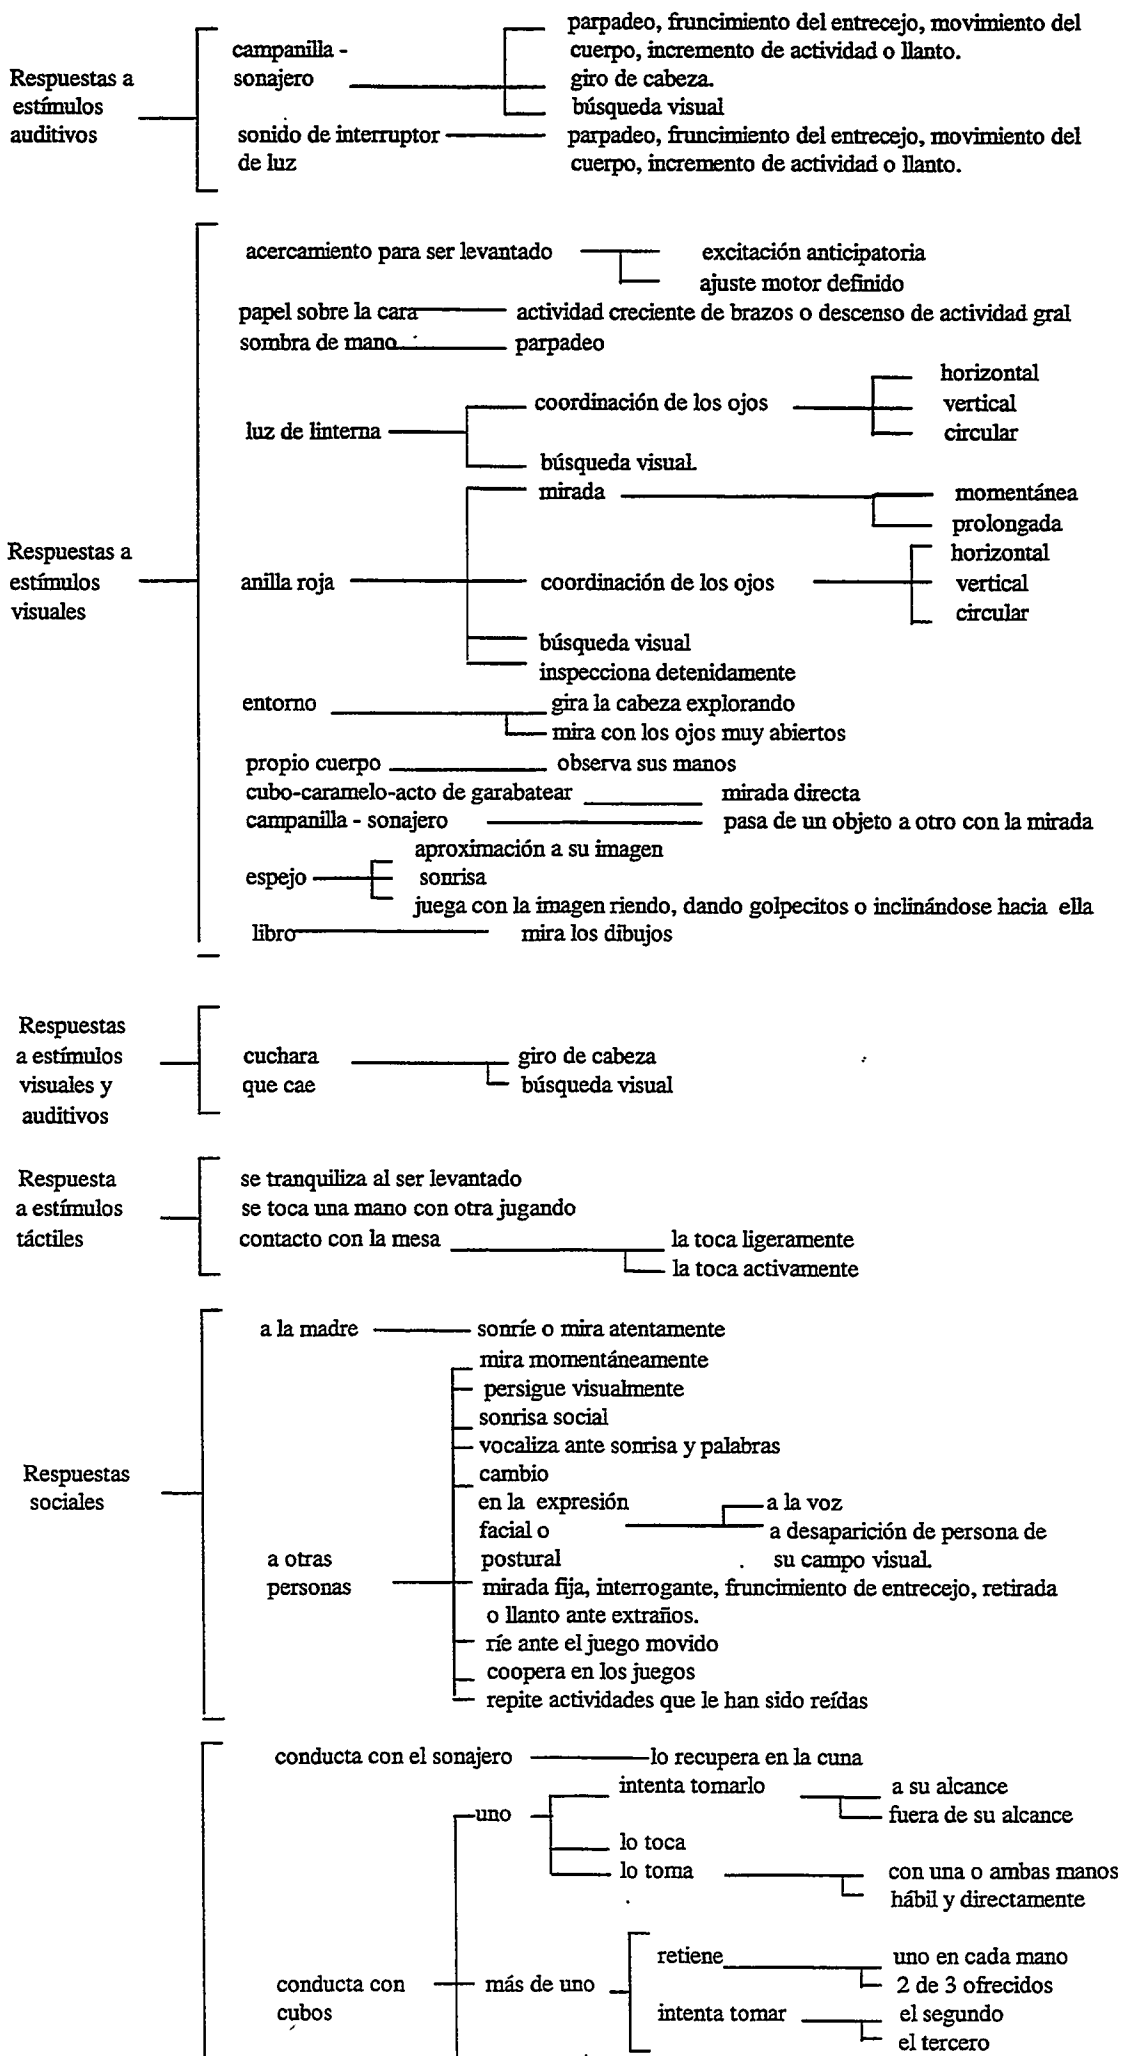 Respuestas a
estímulos
auditivos
campanilla -
sonajero
parpadeo, fruncimiento del entrecejo, movimiento del
cuerpo, incremento de actividad o llanto.
giro de cabeza.
búsqueda visual
sonido de interruptor
de luz
parpadeo, fruncimiento del entrecejo, movimiento del
cuerpo, incremento de actividad o llanto.
Respuestas a
estímulos
visuales
acercamiento para ser levantado
excitación anticipatoria
ajuste motor definido
papel sobre la cara
actividad creciente de brazos o descenso de actividad gral
sombra de mano
parpadeo
luz de linterna
coordinación de los ojos
horizontal
vertical
circular
búsqueda visual.
anilla roja
mirada
momentánea
prolongada
coordinación de los ojos
horizontal
vertical
circular
búsqueda visual
inspecciona detenidamente
entorno
gira la cabeza explorando
mira con los ojos muy abiertos
propio cuerpo
observa sus manos
cubo-caramelo-acto de garabatear
mirada directa
campanilla - sonajero
pasa de un objeto a otro con la mirada
espejo
aproximación a su imagen
sonrisa
juega con la imagen riendo, dando golpecitos o inclinándose hacia ella
libro
mira los dibujos
Respuestas
a estímulos
visuales y
auditivos
cuchara
que cae
giro de cabeza
búsqueda visual
Respuesta
a estímulos
táctiles
se tranquiliza al ser levantado
se toca una mano con otra jugando
contacto con la mesa
la toca ligeramente
la toca activamente
Respuestas
sociales
a la madre
sonríe o mira atentamente
a otras
personas
mira momentáneamente
persigue visualmente
sonrisa social
vocaliza ante sonrisa y palabras
cambio
en la expresión
facial o
postural
a la voz
a desaparición de persona de
su campo visual.
mirada fija, interrogante, fruncimiento de entrecejo, retirada
o llanto ante extraños.
ríe ante el juego movido
coopera en los juegos
repite actividades que le han sido reídas
conducta con el sonajero
lo recupera en la cuna
conducta con
cubos
uno
intenta tomarlo
a su alcance
fuera de su alcance
lo toca
lo toma
con una o ambas manos
hábil y directamente
más de uno
retiene
uno en cada mano
2 de 3 ofrecidos
intenta tomar
el segundo
el tercero